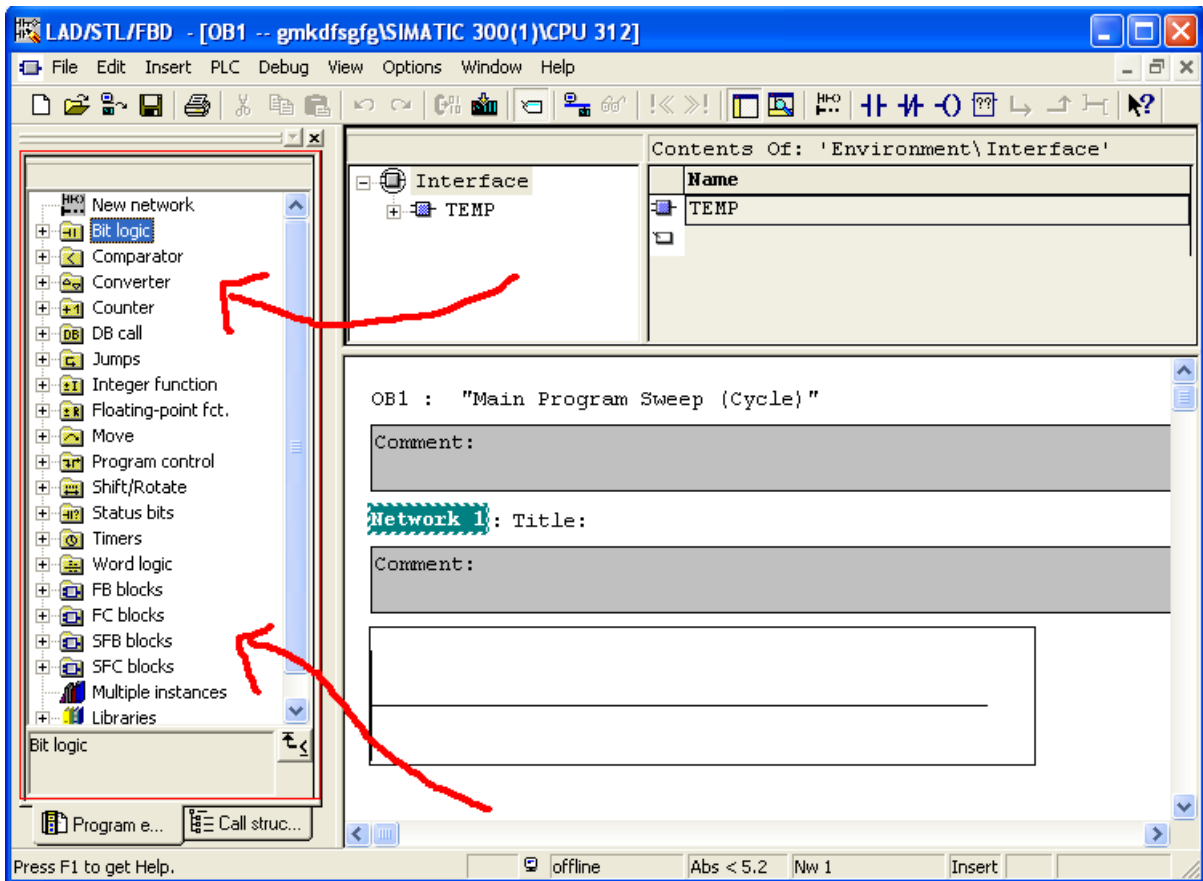 LAD/STL/FBD - [OB1 -- gmkdfsgfg\SIMATIC 300(1)\CPU 312]
File Edit Insert PLC Debug View Options Window Help
New network
Bit logic
Comparator
Converter
Counter
DB call
Jumps
Integer function
Floating-point fct.
Move
Program control
Shift/Rotate
Status bits
Timers
Word logic
FB blocks
FC blocks
SFB blocks
SFC blocks
Multiple instances
Libraries
Bit logic
Program e...
Call struc...
Interface
TEMP
Contents Of: 'Environment\Interface'
Name
TEMP
OB1 : "Main Program Sweep (Cycle)"
Comment:
Network 1: Title:
Comment:
Press F1 to get Help.
offline
Abs < 5.2
Nw 1
Insert